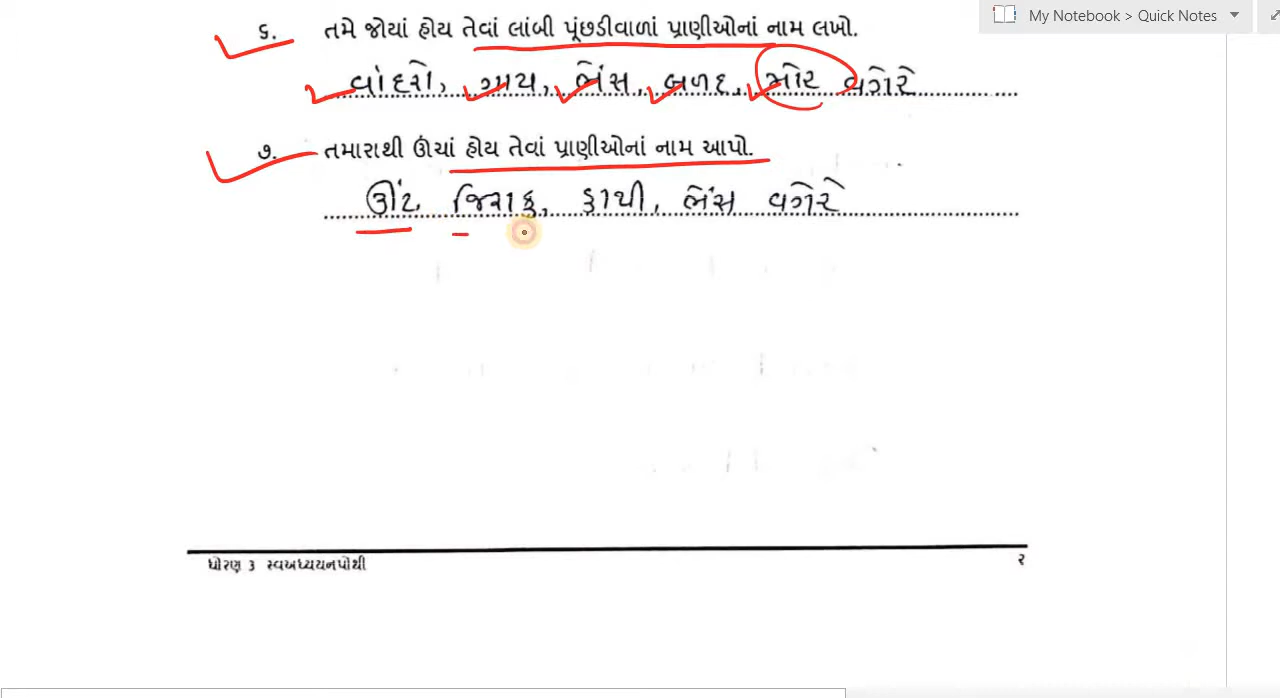 My Notebook > Quick Notes
૬. તમે જોયાં હોય તેવાં લાંબી પૂંછડીવાળાં પ્રાણીઓનાં નામ લખો.
વાંદરો, ગાય, ભેંસ, બળદ, મોર વગેરે
૭. તમારાથી ઊંચાં હોય તેવાં પ્રાણીઓનાં નામ આપો.
ઊંટ, જિરાફ, હાથી, ભેંસ વગેરે
ધોરણ ૩ સ્વઅધ્યયનપોથી
૨